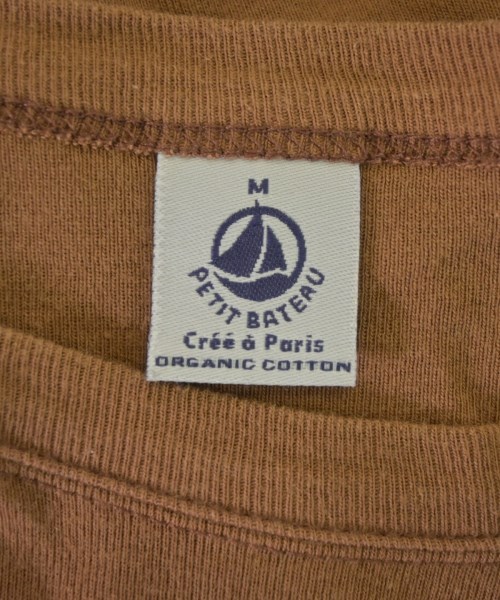 M
PETIT BATEAU
Créé à Paris
ORGANIC COTTON